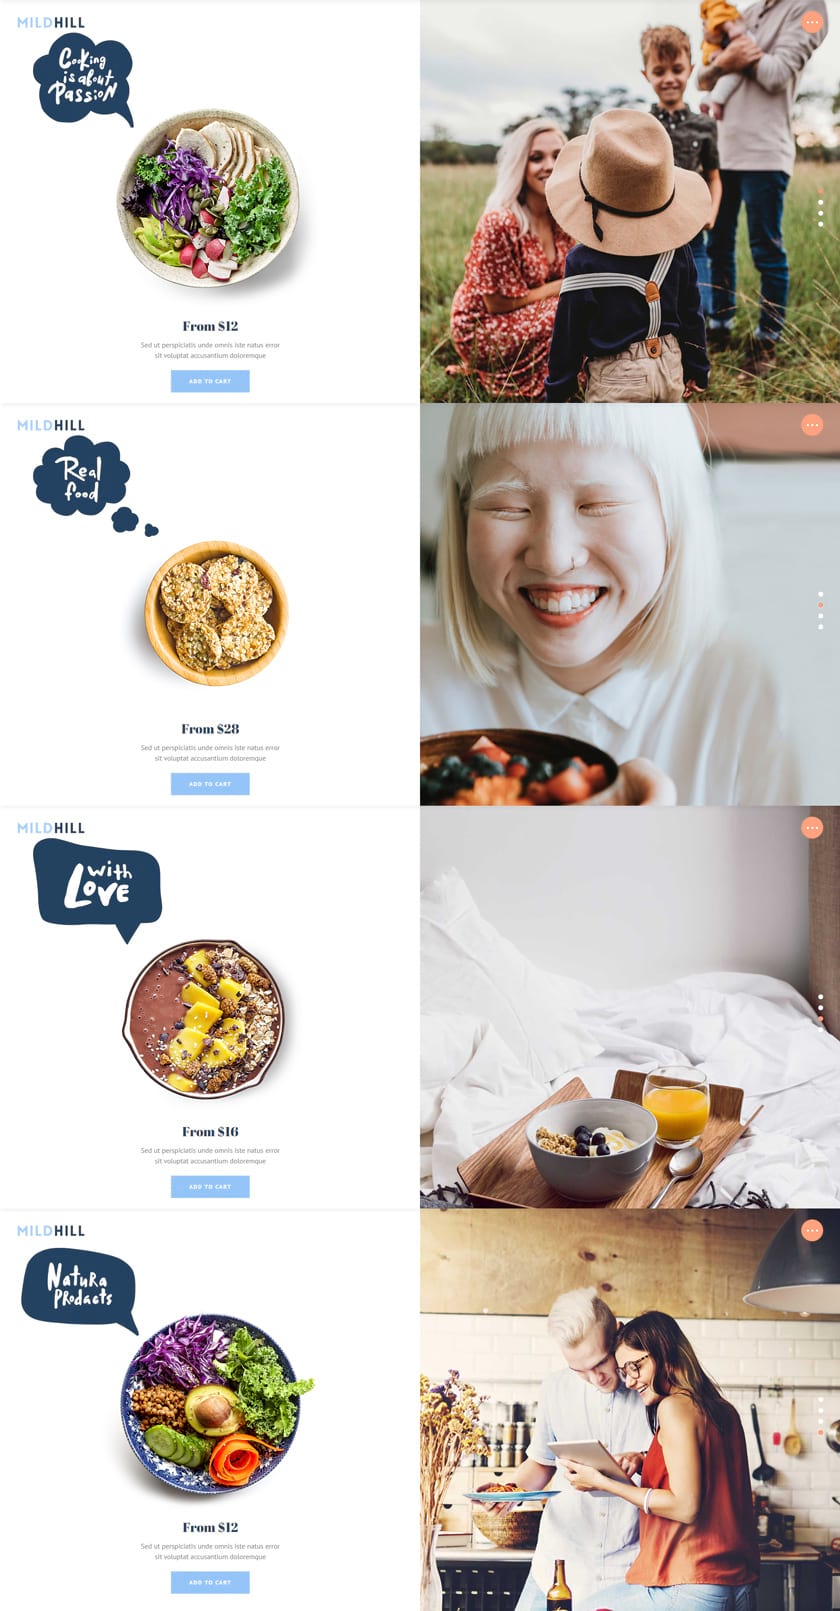 MILDHILL
Cooking
is about
Passion
From $12
Sed ut perspiciatis unde omnis iste natus error
sit voluptat accusantium doloremque
ADD TO CART
MILDHILL
Real
food
From $28
Sed ut perspiciatis unde omnis iste natus error
sit voluptat accusantium doloremque
ADD TO CART
MILDHILL
with
Love
From $16
Sed ut perspiciatis unde omnis iste natus error
sit voluptat accusantium doloremque
ADD TO CART
MILDHILL
Natura
Prodacts
From $12
Sed ut perspiciatis unde omnis iste natus error
sit voluptat accusantium doloremque
ADD TO CART